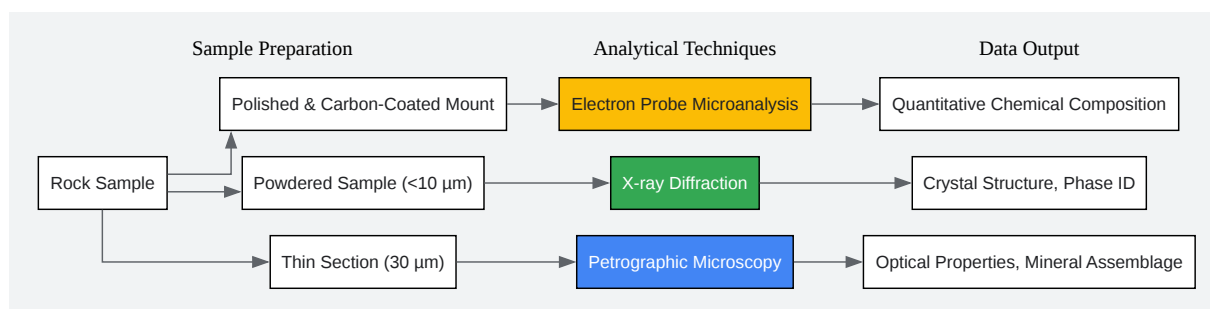 Sample Preparation
Analytical Techniques
Data Output
Polished & Carbon-Coated Mount
Electron Probe Microanalysis
Quantitative Chemical Composition
Rock Sample
Powdered Sample (<10 µm)
X-ray Diffraction
Crystal Structure, Phase ID
Thin Section (30 µm)
Petrographic Microscopy
Optical Properties, Mineral Assemblage